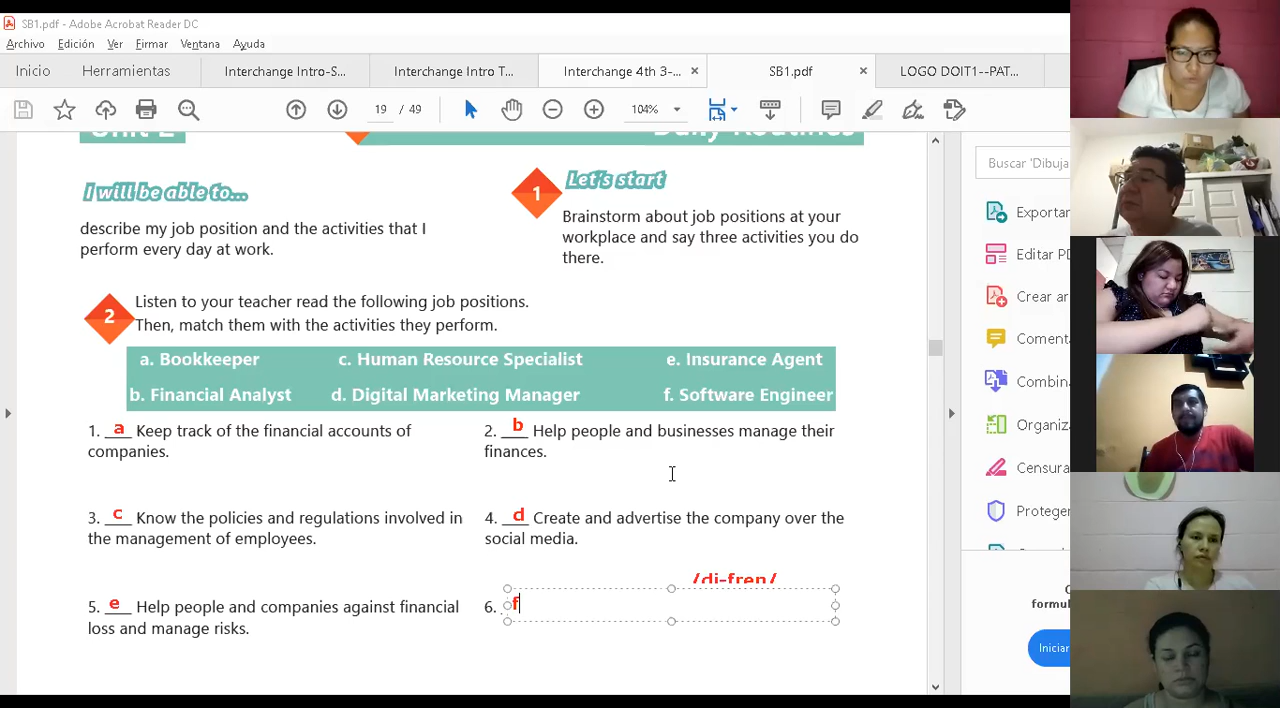 SB1.pdf - Adobe Acrobat Reader DC
Archivo Edición Ver Firmar Ventana Ayuda
Inicio Herramientas Interchange Intro-S... Interchange Intro T... Interchange 4th 3-... × SB1.pdf × LOGO DOIT1--PAT...
19 / 49 104%
Unit 2 Daily Routines
I will be able to...
describe my job position and the activities that I
perform every day at work.
1 Let's start
Brainstorm about job positions at your
workplace and say three activities you do
there.
2 Listen to your teacher read the following job positions.
Then, match them with the activities they perform.
a. Bookkeeper c. Human Resource Specialist e. Insurance Agent
b. Financial Analyst d. Digital Marketing Manager f. Software Engineer
1. a Keep track of the financial accounts of
companies.
2. b Help people and businesses manage their
finances.
3. c Know the policies and regulations involved in
the management of employees.
4. d Create and advertise the company over the
social media.
/di-fren/
5. e Help people and companies against financial
loss and manage risks.
6. f
Buscar 'Dibuja
Exportar
Editar PD
Crear ar
Coment
Combin
Organiz
Censura
Proteger
formul
Iniciar